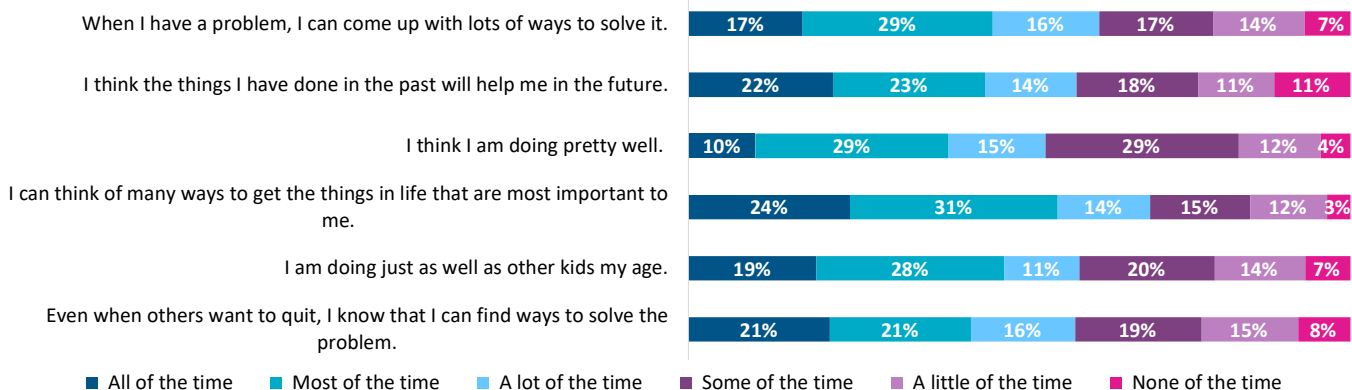 When I have a problem, I can come up with lots of ways to solve it. 17% 29% 16% 17% 14% 7%
I think the things I have done in the past will help me in the future. 22% 23% 14% 18% 11% 11%
I think I am doing pretty well. 10% 29% 15% 29% 12% 4%
I can think of many ways to get the things in life that are most important to
me. 24% 31% 14% 15% 12% 3%
I am doing just as well as other kids my age. 19% 28% 11% 20% 14% 7%
Even when others want to quit, I know that I can find ways to solve the
problem. 21% 21% 16% 19% 15% 8%
All of the time Most of the time A lot of the time Some of the time A little of the time None of the time